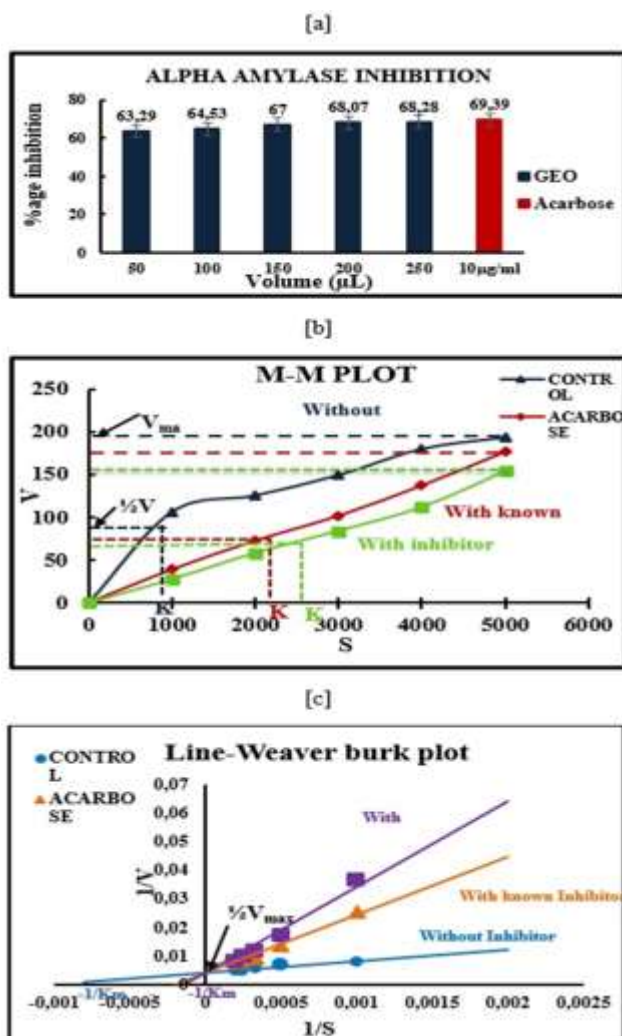 [a]
ALPHA AMYLASE INHIBITION
%age inhibition
80
60
40
20
0
63,29
64,53
67
68,07
68,28
69,39
GEO
Acarbose
50
100
150
200
250
10µg/ml
Volume (µL)
[b]
M-M PLOT
CONTR
OL
ACARBO
SE
V
250
200
150
100
50
0
V ma
Without
½V
With known
With inhibitor
K
K
K
0
1000
2000
3000
4000
5000
6000
S
[c]
Line-Weaver burk plot
CONTRO
L
ACARBO
SE
1/V
0,07
0,06
0,05
0,04
0,03
0,02
0,01
0
With
½Vmax
With known Inhibitor
Without Inhibitor
-1/Km
-1/Km
-0,001
-0,0005
0
0,0005
0,001
0,0015
0,002
0,0025
1/S